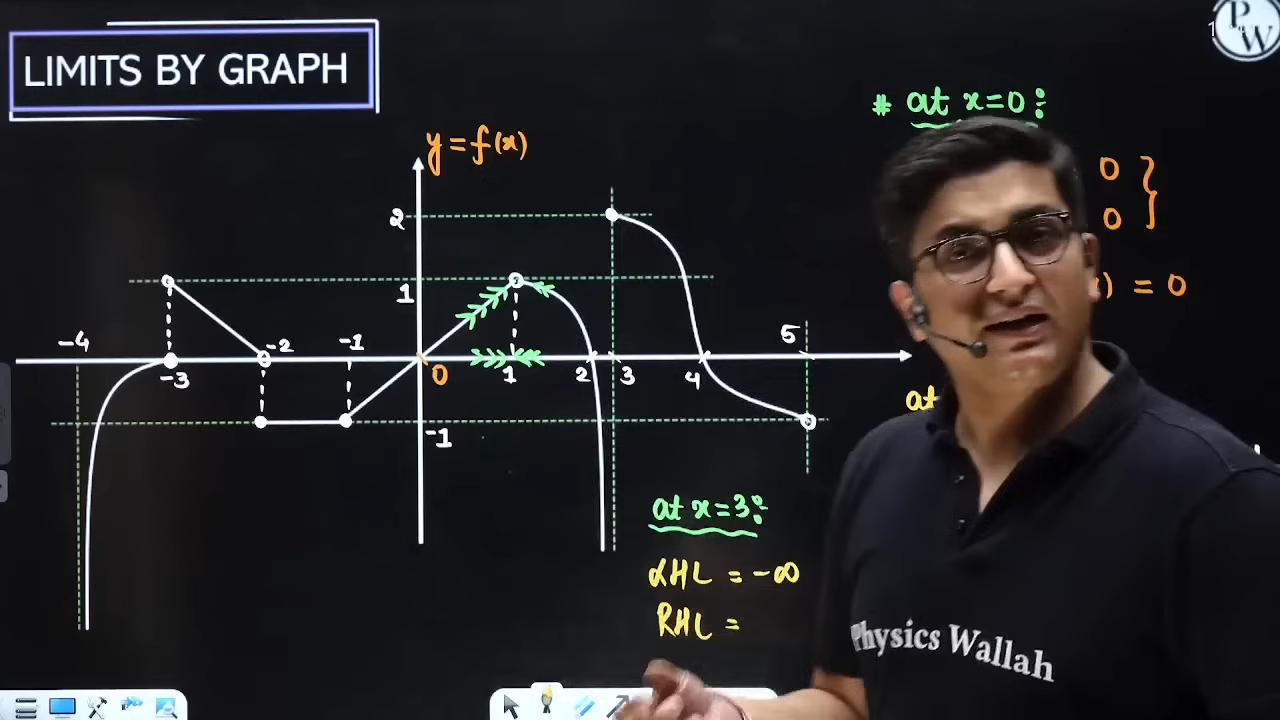 LIMITS BY GRAPH
P
W
# at x=0:
y = f(x)
0 }
0
) = 0
2
1
-4
-3
-2
-1
0
1
2
3
4
5
-1
at
at x=3:
LHL = -∞
RHL =
Physics Wallah